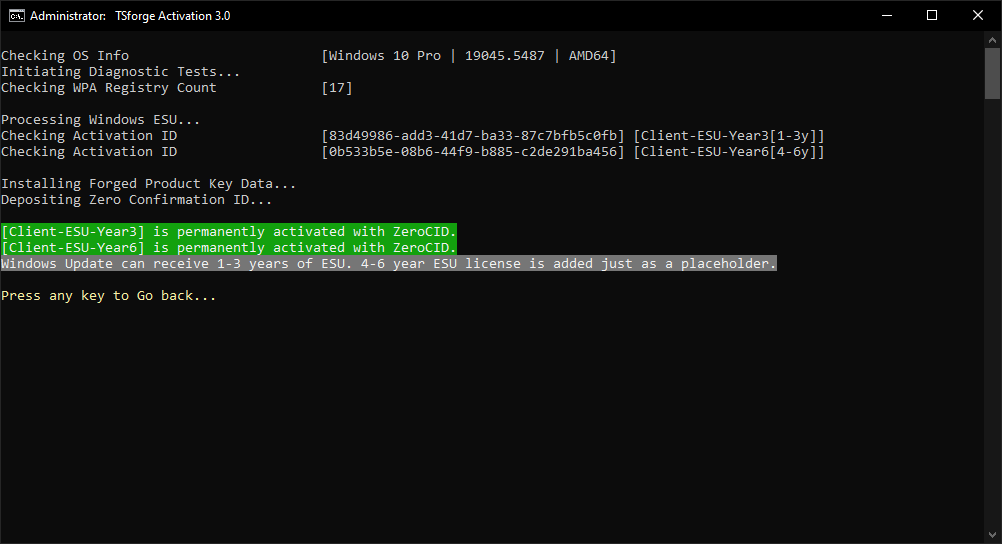 Administrator: TSforge Activation 3.0
Checking OS Info [Windows 10 Pro | 19045.5487 | AMD64]
Initiating Diagnostic Tests...
Checking WPA Registry Count [17]
Processing Windows ESU...
Checking Activation ID [83d49986-add3-41d7-ba33-87c7bfb5c0fb] [Client-ESU-Year3[1-3y]]
Checking Activation ID [0b533b5e-08b6-44f9-b885-c2de291ba456] [Client-ESU-Year6[4-6y]]
Installing Forged Product Key Data...
Depositing Zero Confirmation ID...
[Client-ESU-Year3] is permanently activated with ZeroCID.
[Client-ESU-Year6] is permanently activated with ZeroCID.
Windows Update can receive 1-3 years of ESU. 4-6 year ESU license is added just as a placeholder.
Press any key to Go back...